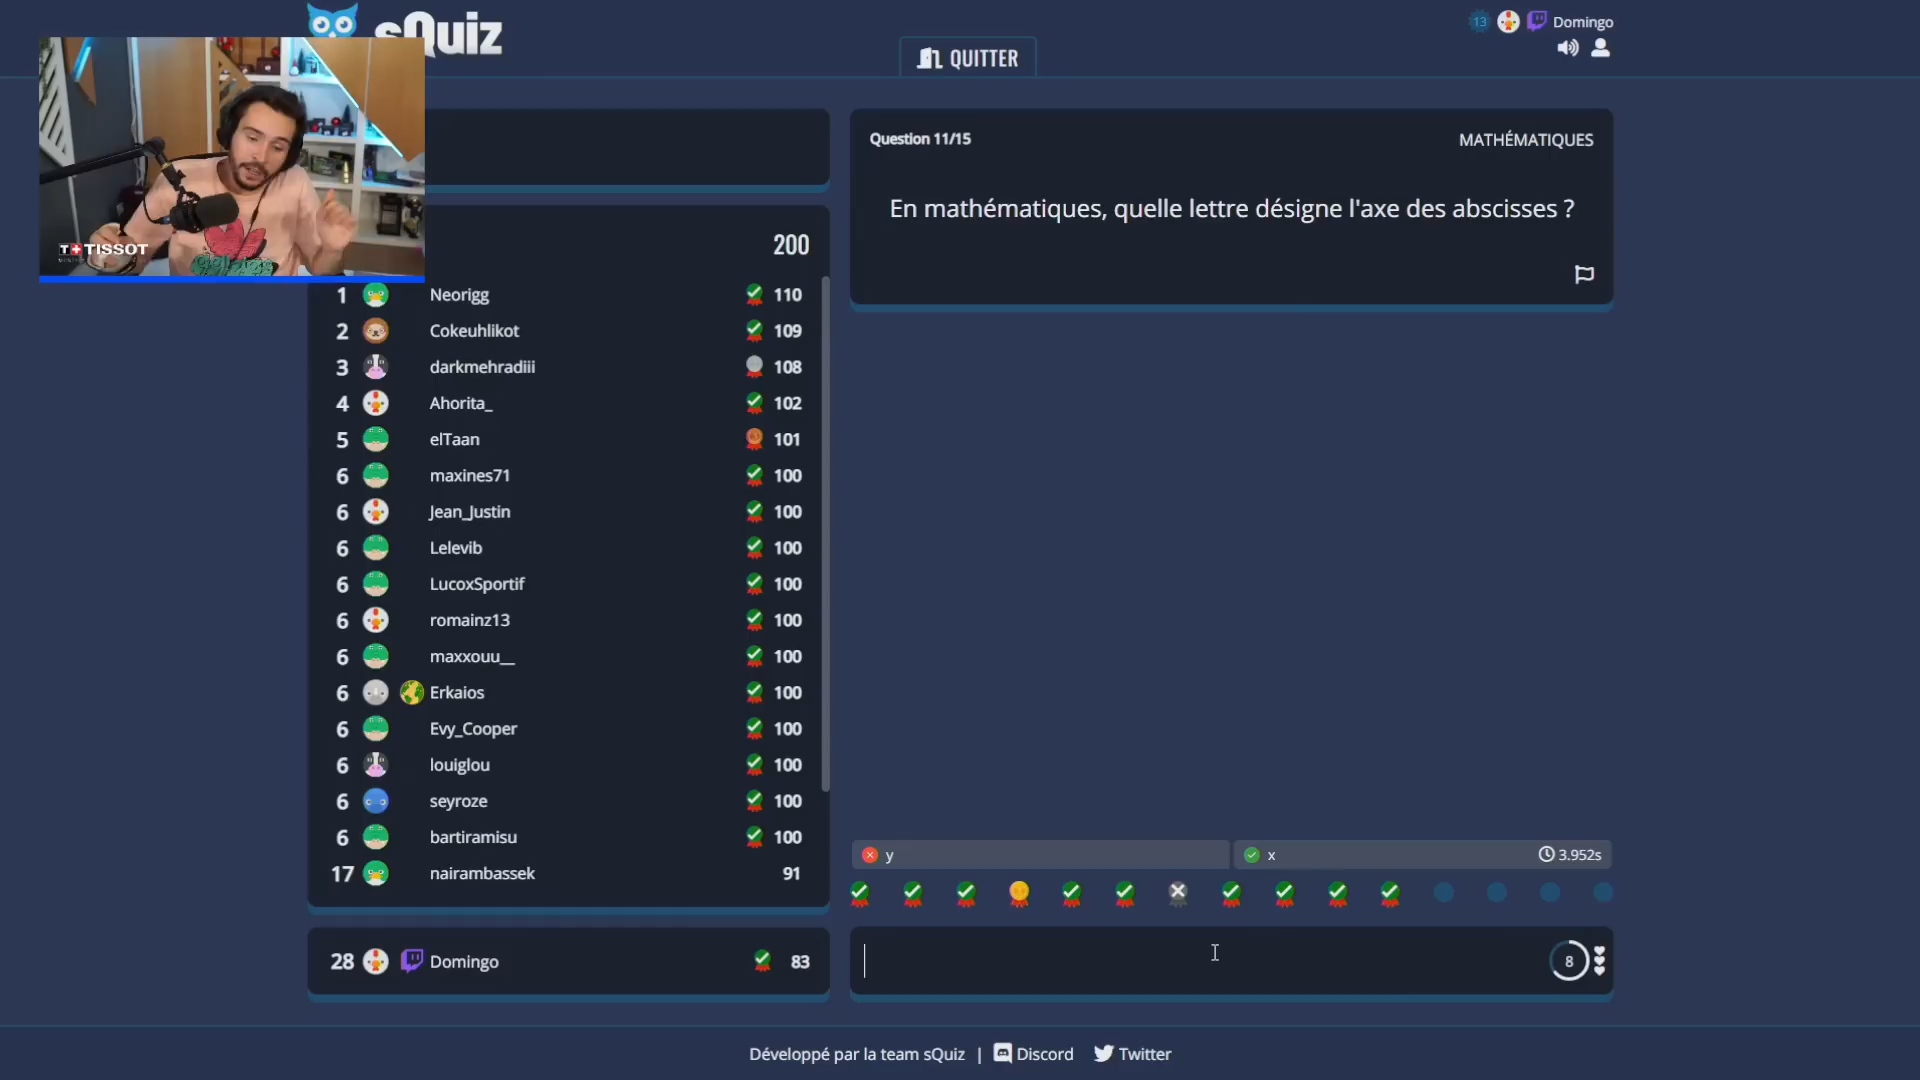 sQuiz
QUITTER
13 Domingo
T+TISSOT
Question 11/15
MATHÉMATIQUES
En mathématiques, quelle lettre désigne l'axe des abscisses ?
200
1 Neorigg 110
2 Cokeuhlikot 109
3 darkmehradiii 108
4 Ahorita_ 102
5 elTaan 101
6 maxines71 100
6 Jean_Justin 100
6 Lelevib 100
6 LucoxSportif 100
6 romainz13 100
6 maxxouu__ 100
6 Erkaios 100
6 Evy_Cooper 100
6 louiglou 100
6 seyroze 100
6 bartiramisu 100
17 nairambassek 91
28 Domingo 83
y
x 3.952s
8
Développé par la team sQuiz | Discord Twitter